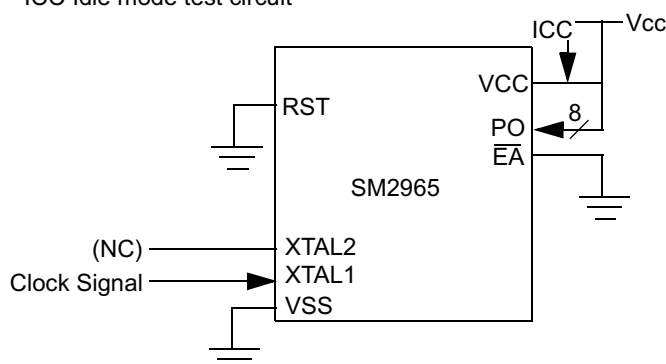 ICC Idle mode test circuit
Vcc
ICC
VCC
RST
8
PO
EA
SM2965
(NC)
XTAL2
Clock Signal
XTAL1
VSS